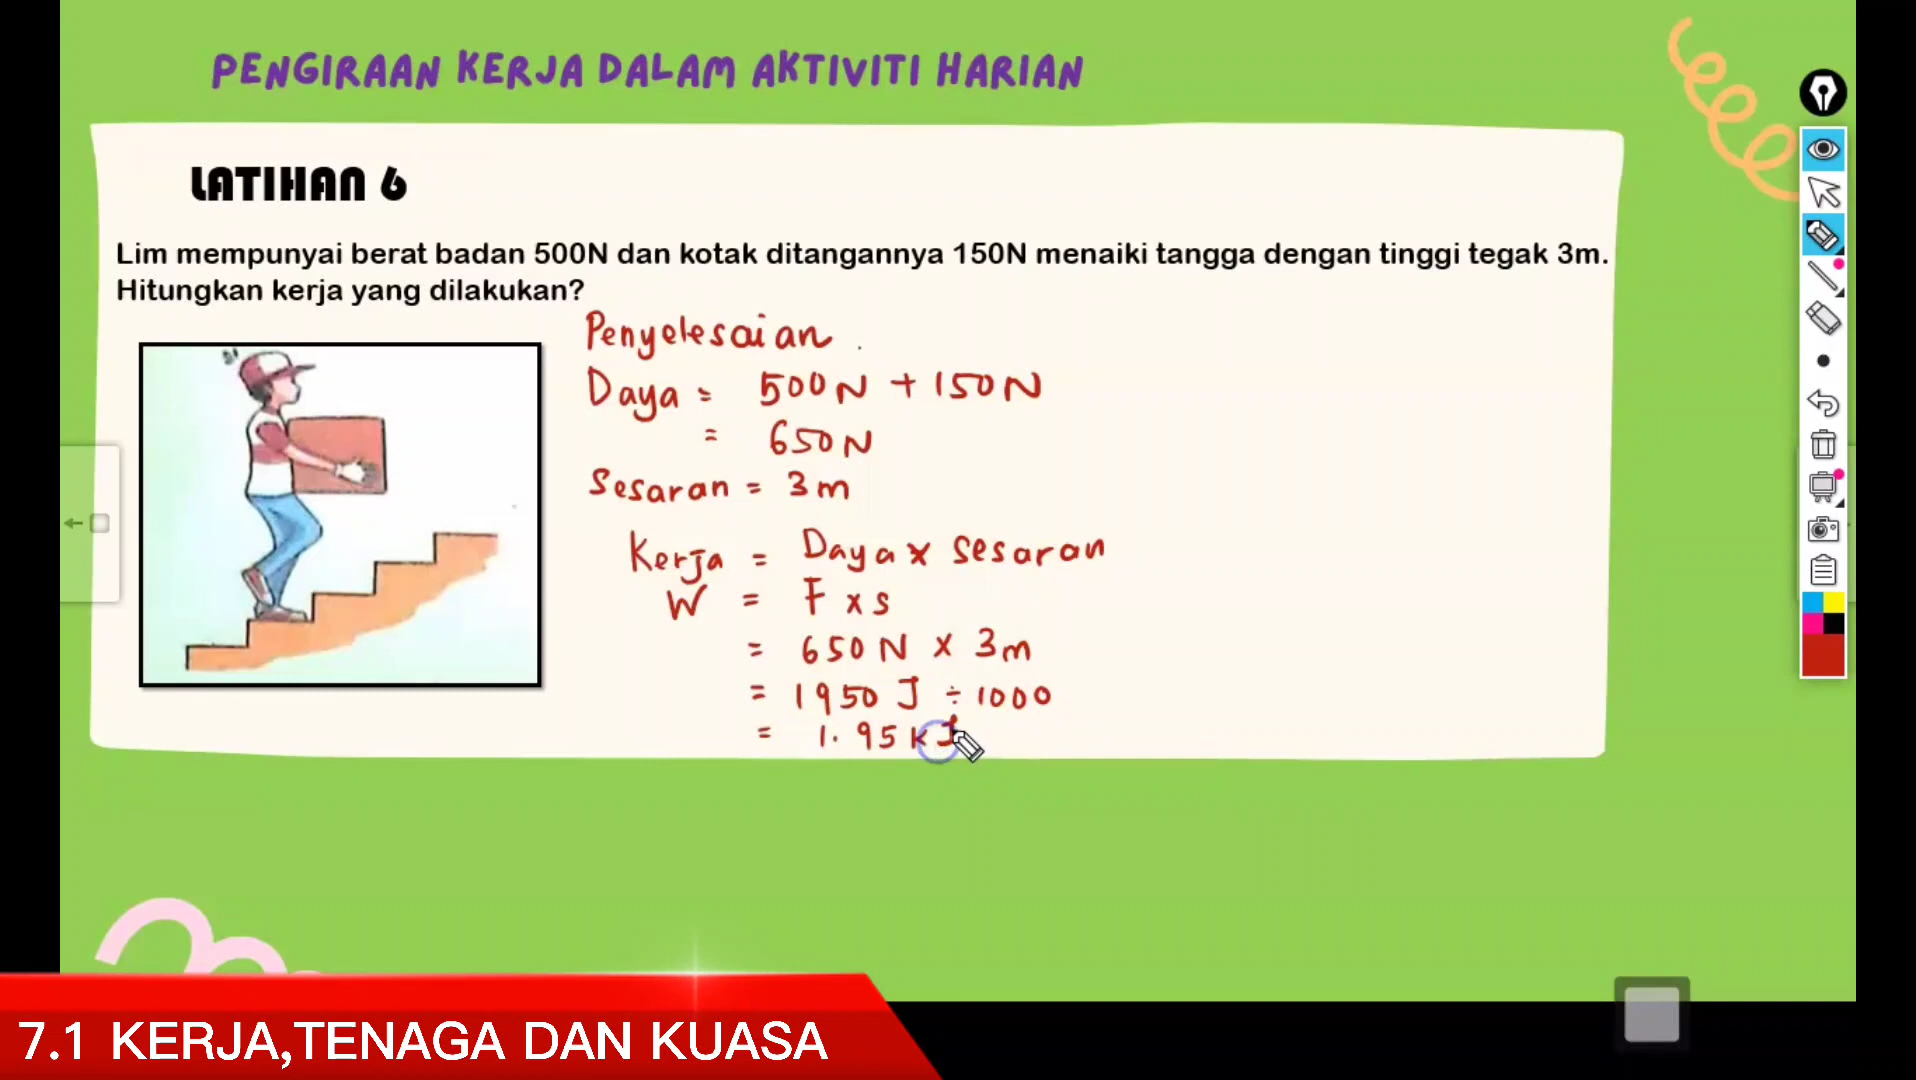 PENGIRAAN KERJA DALAM AKTIVITI HARIAN
LATIHAN 6
Lim mempunyai berat badan 500N dan kotak ditangannya 150N menaiki tangga dengan tinggi tegak 3m.
Hitungkan kerja yang dilakukan?
Penyelesaian
Daya = 500N + 150N
= 650N
Sesaran = 3m
Kerja = Daya x sesaran
W = F x s
= 650N x 3m
= 1950 J ÷ 1000
= 1.95 kJ
7.1 KERJA,TENAGA DAN KUASA